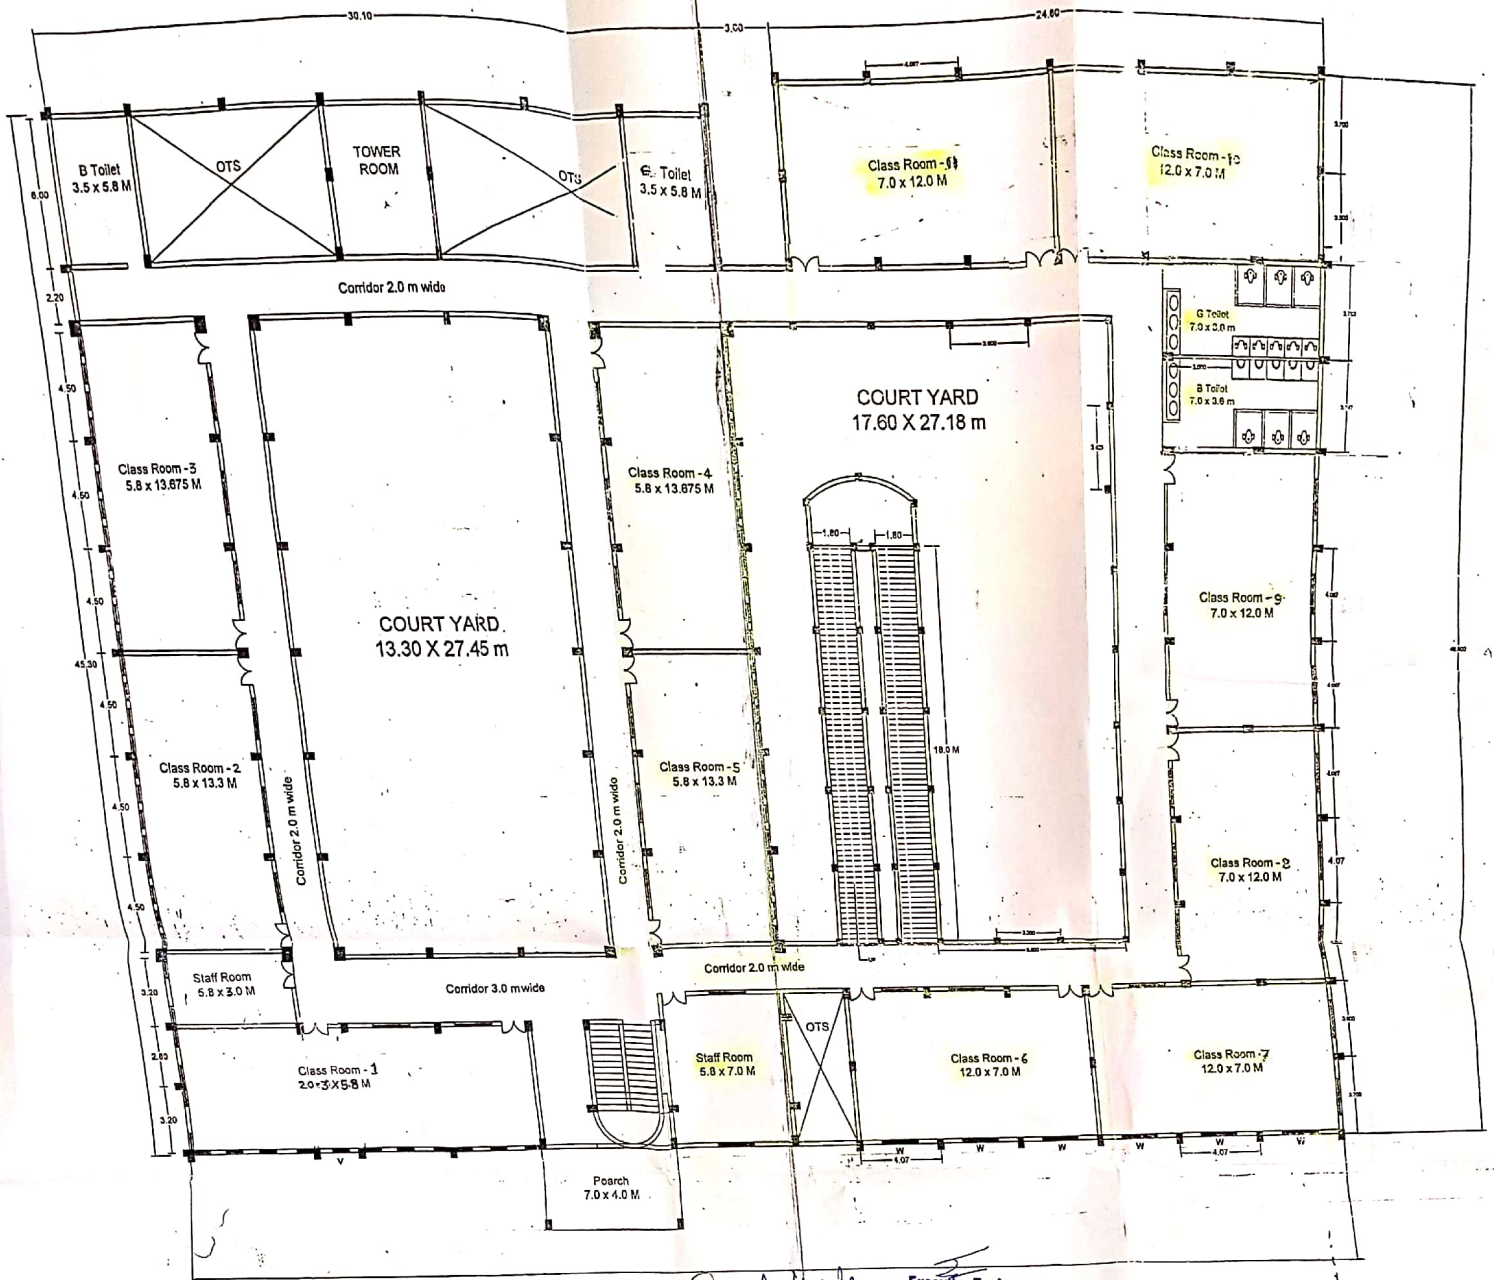 30.10
3.00
24.60
4.067
B Toilet
3.5 x 5.8 M
OTS
TOWER
ROOM
OTS
G. Toilet
3.5 x 5.8 M
Class Room-11
7.0 x 12.0 M
Class Room-10
12.0 x 7.0 M
6.00
2.20
Corridor 2.0 m wide
G Toilet
B Toilet
4.50
Class Room-3
5.8 x 13.675 M
4.50
4.50
Class Room-4
5.8 x 13.675 M
COURT YARD
17.60 X 27.18 m
1.80
1.80
COURT YARD
13.30 X 27.45 m
Class Room-9
7.0 x 12.0 M
45.30
4.50
Class Room-2
5.8 x 13.3 M
4.50
Class Room-5
5.8 x 13.3 M
18.0 M
Corridor 2.0 m wide
Corridor 2.0 m wide
Class Room-8
7.0 x 12.0 M
4.07
4.50
Staff Room
5.8 x 3.0 M
Corridor 3.0 m wide
Corridor 2.0 m wide
3.20
2.80
3.20
Class Room-1
20.3 X 5.8 M
Staff Room
5.8 x 7.0 M
OTS
Class Room-6
12.0 x 7.0 M
Class Room-7
12.0 x 7.0 M
V
W
W
W
W
W
W
4.07
4.07
Poarch
7.0 x 4.0 M